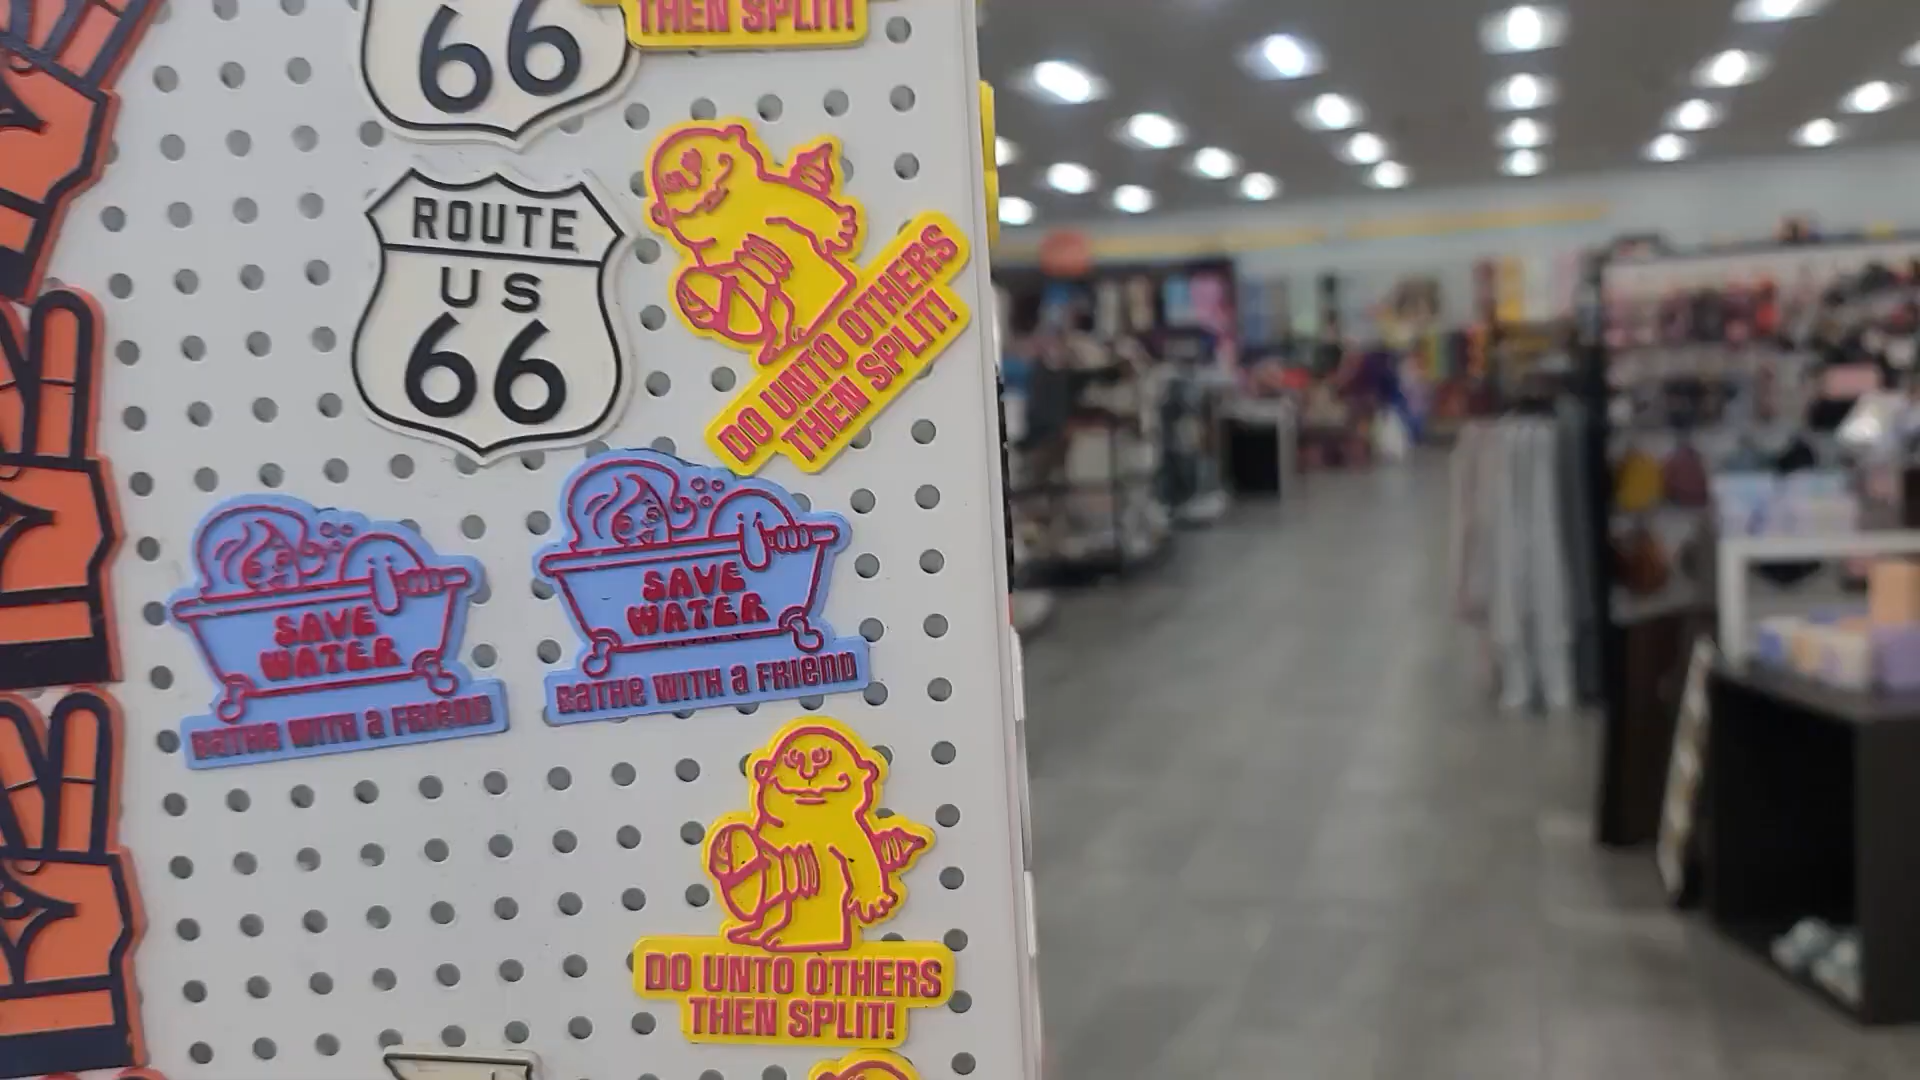 66
THEN SPLIT!
ROUTE
US
66
DO UNTO OTHERS
THEN SPLIT!
SAVE
WATER
BATHE WITH A FRIEND
SAVE
WATER
BATHE WITH A FRIEND
DO UNTO OTHERS
THEN SPLIT!